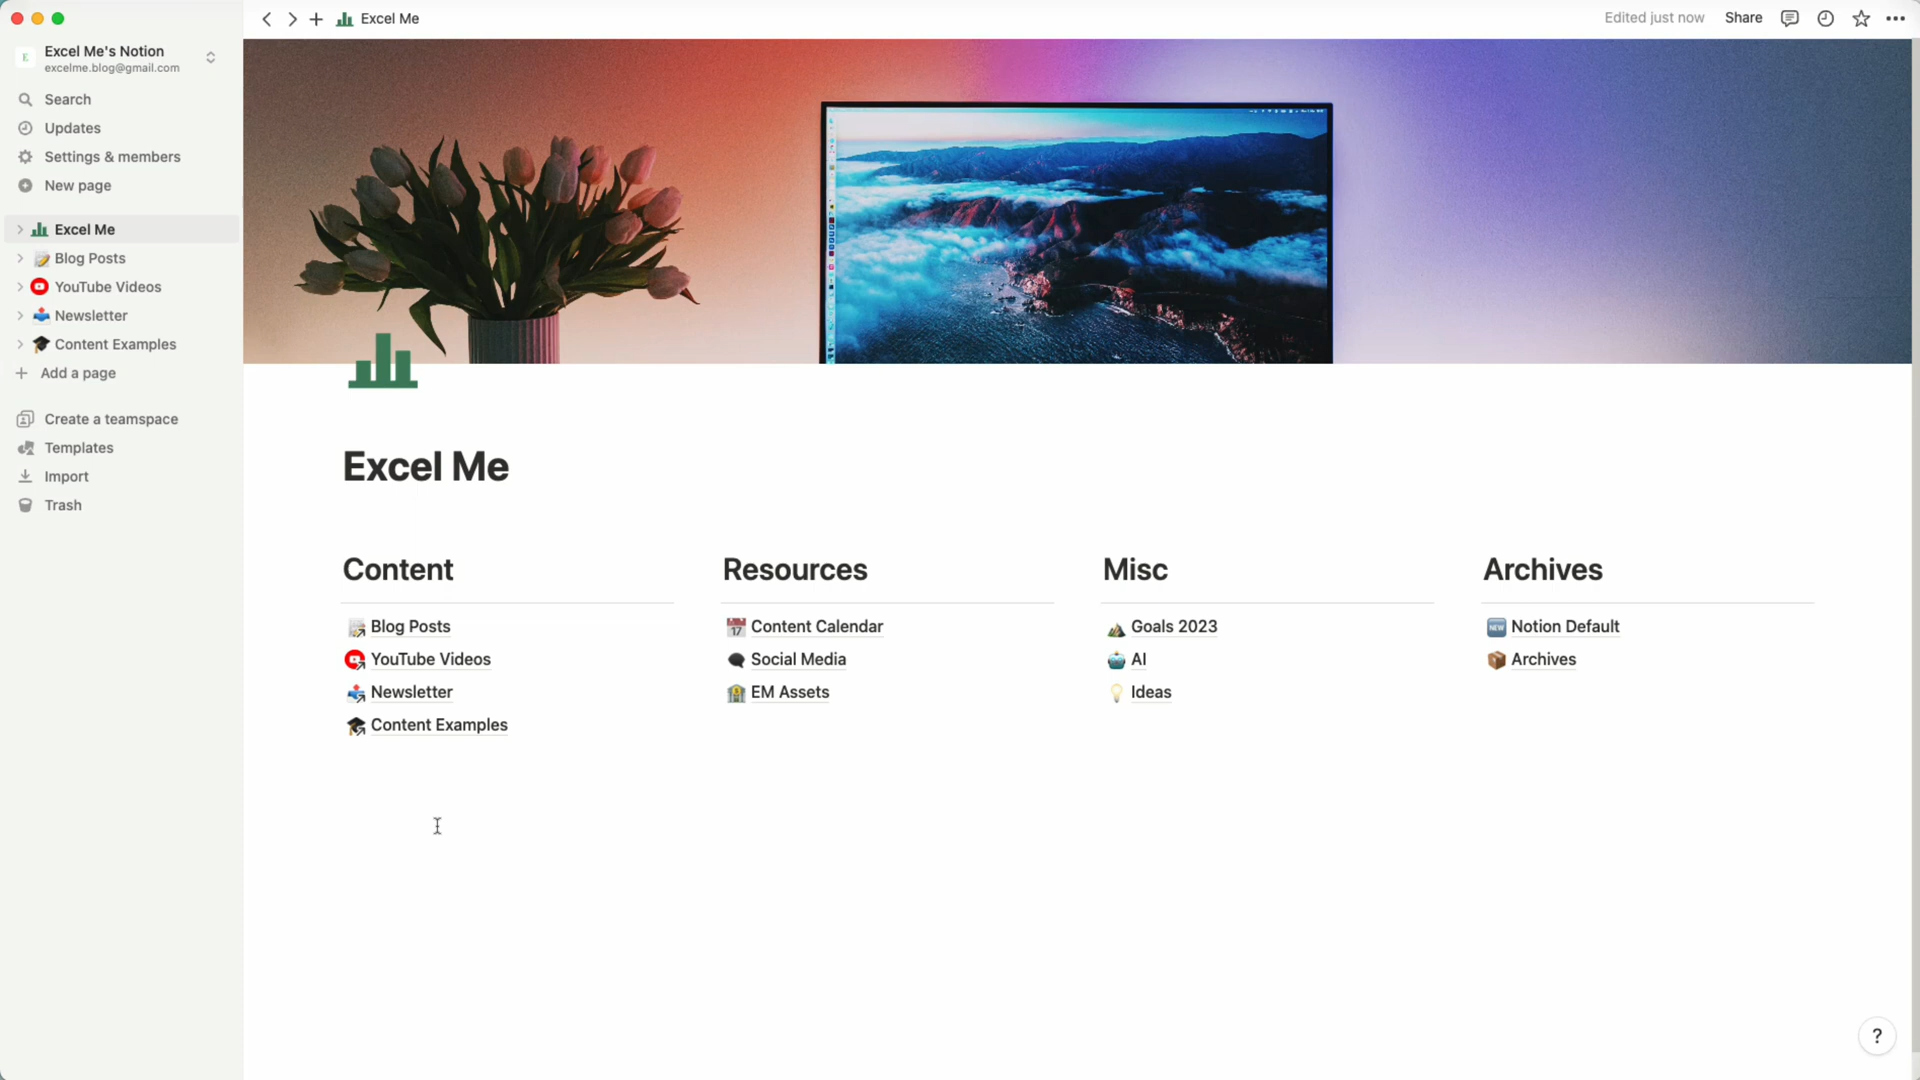 Excel Me
Edited just now
Share
E
Excel Me's Notion
excelme.blog@gmail.com
Search
Updates
Settings & members
New page
Excel Me
Blog Posts
YouTube Videos
Newsletter
Content Examples
Add a page
Create a teamspace
Templates
Import
Trash
Excel Me
Content
Blog Posts
YouTube Videos
Newsletter
Content Examples
Resources
17
Content Calendar
Social Media
EM Assets
Misc
Goals 2023
AI
Ideas
Archives
NEW
Notion Default
Archives
?